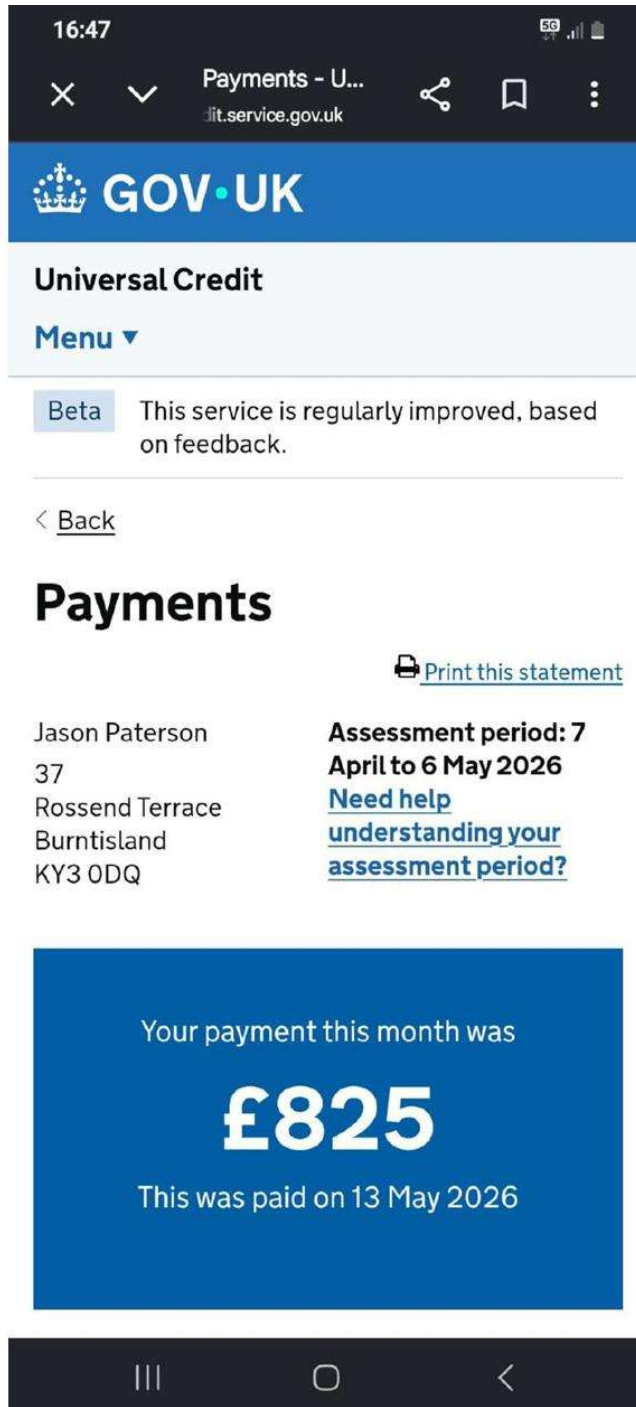 16:47
5G
Payments - U...
dit.service.gov.uk
GOV·UK
Universal Credit
Menu ▼
Beta
This service is regularly improved, based
on feedback.
< Back
Payments
Print this statement
Jason Paterson
37
Rossend Terrace
Burntisland
KY3 0DQ
Assessment period: 7
April to 6 May 2026
Need help
understanding your
assessment period?
Your payment this month was
£825
This was paid on 13 May 2026